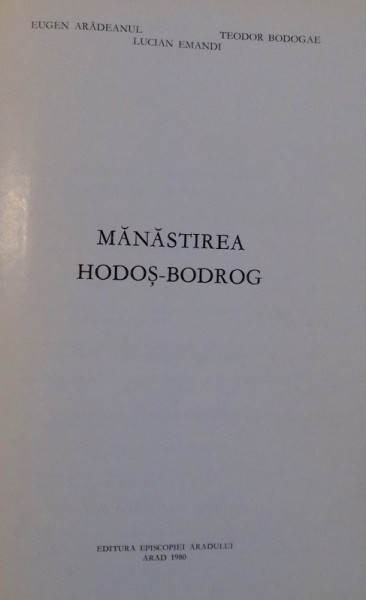 EUGEN ARĂDEANUL
TEODOR BODOGAE
LUCIAN EMANDI
MĂNĂSTIREA
HODOȘ-BODROG
EDITURA EPISCOPIEI ARADULUI
ARAD 1980